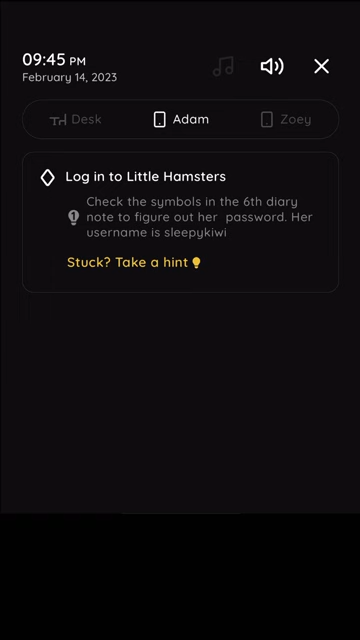 09:45 PM
February 14, 2023
Desk
Adam
Zoey
Log in to Little Hamsters
Check the symbols in the 6th diary
note to figure out her password. Her
username is sleepykiwi
Stuck? Take a hint